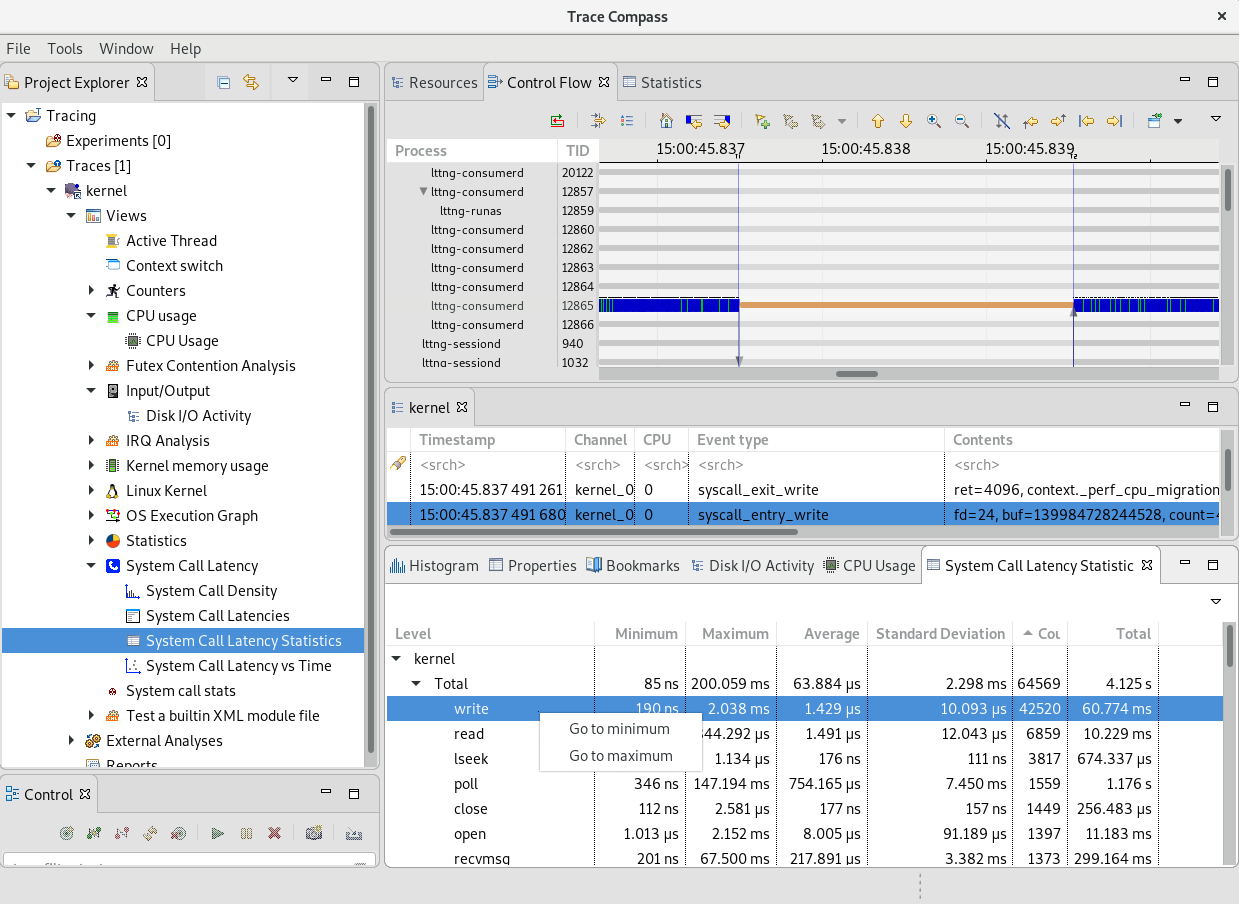 Trace Compass
File Tools Window Help
Project Explorer
Tracing
Experiments [0]
Traces [1]
kernel
Views
Active Thread
Context switch
Counters
CPU usage
CPU Usage
Futex Contention Analysis
Input/Output
Disk I/O Activity
IRQ Analysis
Kernel memory usage
Linux Kernel
OS Execution Graph
Statistics
System Call Latency
System Call Density
System Call Latencies
System Call Latency Statistics
System Call Latency vs Time
System call stats
Test a builtin XML module file
External Analyses
Reports
Control
Resources Control Flow Statistics
Process TID 15:00:45.837 15:00:45.838 15:00:45.839
T1 T2
lttng-consumerd 20122
lttng-consumerd 12857
lttng-runas 12859
lttng-consumerd 12860
lttng-consumerd 12862
lttng-consumerd 12863
lttng-consumerd 12864
lttng-consumerd 12865
lttng-consumerd 12866
lttng-sessiond 940
lttng-sessiond 1032
kernel
Timestamp Channel CPU Event type Contents
<srch> <srch> <srch> <srch> <srch>
15:00:45.837 491 261 kernel_0 0 syscall_exit_write ret=4096, context._perf_cpu_migration
15:00:45.837 491 680 kernel_0 0 syscall_entry_write fd=24, buf=139984728244528, count=4
Histogram Properties Bookmarks Disk I/O Activity CPU Usage System Call Latency Statistic
Level Minimum Maximum Average Standard Deviation Cou Total
kernel
Total 85 ns 200.059 ms 63.884 µs 2.298 ms 64569 4.125 s
write 190 ns 2.038 ms 1.429 µs 10.093 µs 42520 60.774 ms
read 344.292 µs 1.491 µs 12.043 µs 6859 10.229 ms
lseek 1.134 µs 176 ns 111 ns 3817 674.337 µs
poll 346 ns 147.194 ms 754.165 µs 7.450 ms 1559 1.176 s
close 112 ns 2.581 µs 177 ns 157 ns 1449 256.483 µs
open 1.013 µs 2.152 ms 8.005 µs 91.189 µs 1397 11.183 ms
recvmsg 201 ns 67.500 ms 217.891 µs 3.382 ms 1373 299.164 ms
Go to minimum
Go to maximum